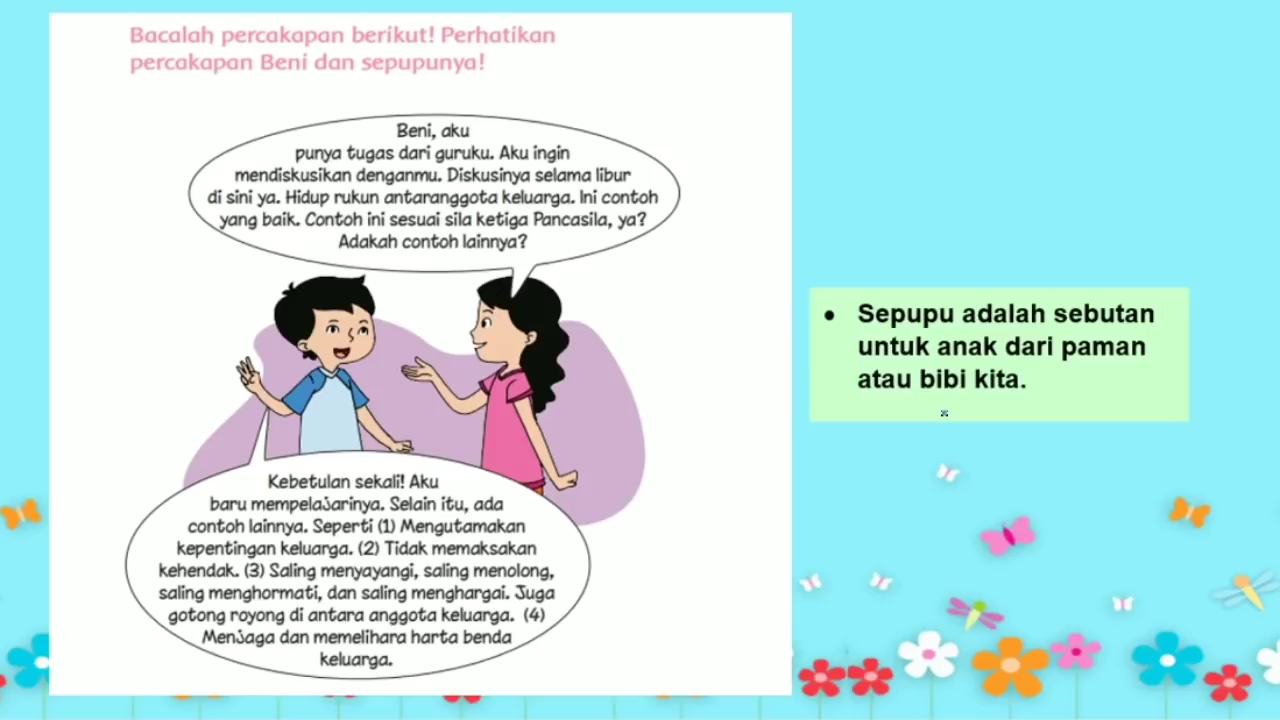 Bacalah percakapan berikut! Perhatikan
percakapan Beni dan sepupunya!
Beni, aku
punya tugas dari guruku. Aku ingin
mendiskusikan denganmu. Diskusinya selama libur
di sini ya. Hidup rukun antaranggota keluarga. Ini contoh
yang baik. Contoh ini sesuai sila ketiga Pancasila, ya?
Adakah contoh lainnya?
Kebetulan sekali! Aku
baru mempelajarinya. Selain itu, ada
contoh lainnya. Seperti (1) Mengutamakan
kepentingan keluarga. (2) Tidak memaksakan
kehendak. (3) Saling menyayangi, saling menolong,
saling menghormati, dan saling menghargai. Juga
gotong royong di antara anggota keluarga. (4)
Menjaga dan memelihara harta benda
keluarga.
• Sepupu adalah sebutan
untuk anak dari paman
atau bibi kita.